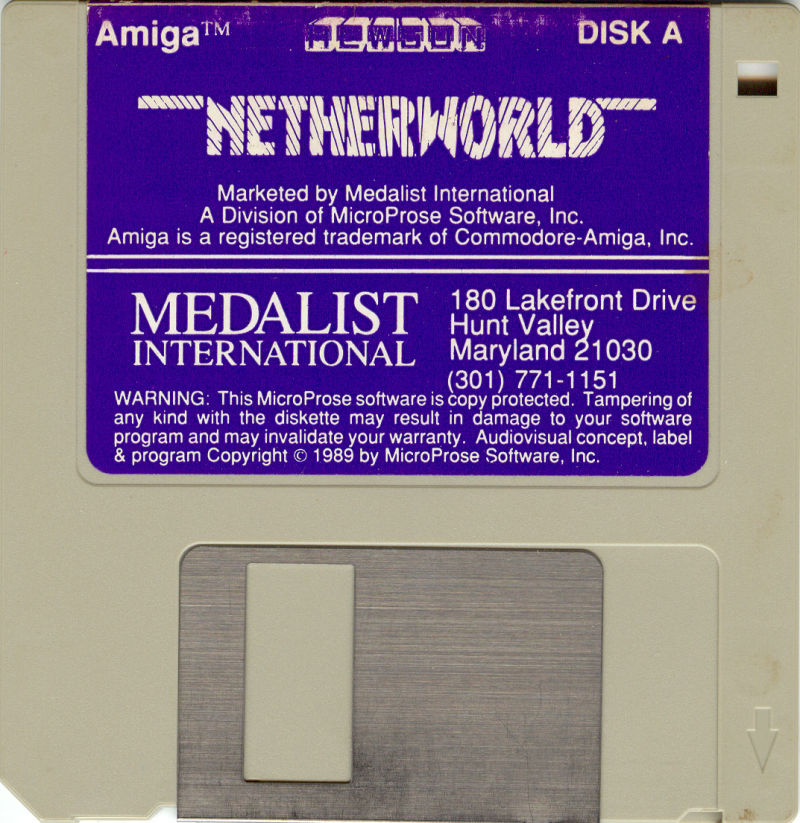 Amiga™ HEWSON DISK A
NETHERWORLD
Marketed by Medalist International
A Division of MicroProse Software, Inc.
Amiga is a registered trademark of Commodore-Amiga, Inc.
MEDALIST
INTERNATIONAL
180 Lakefront Drive
Hunt Valley
Maryland 21030
(301) 771-1151
WARNING: This MicroProse software is copy protected. Tampering of
any kind with the diskette may result in damage to your software
program and may invalidate your warranty. Audiovisual concept, label
& program Copyright © 1989 by MicroProse Software, Inc.